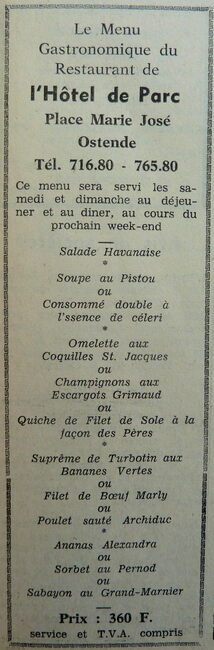 Le Menu
Gastronomique du
Restaurant de
l'Hôtel de Parc
Place Marie José
Ostende
Tél. 716.80 - 765.80
Ce menu sera servi les sa-
medi et dimanche au déjeu-
ner et au dîner, au cours du
prochain week-end
Salade Havanaise
*
Soupe au Pistou
ou
Consommé double à
l'ssence de céleri
*
Omelette aux
Coquilles St. Jacques
ou
Champignons aux
Escargots Grimaud
ou
Quiche de Filet de Sole à la
façon des Pères
*
Suprême de Turbotin aux
Bananes Vertes
ou
Filet de Bœuf Marly
ou
Poulet sauté Archiduc
*
Ananas Alexandra
ou
Sorbet au Pernod
ou
Sabayon au Grand-Marnier
Prix : 360 F.
service et T.V.A. compris